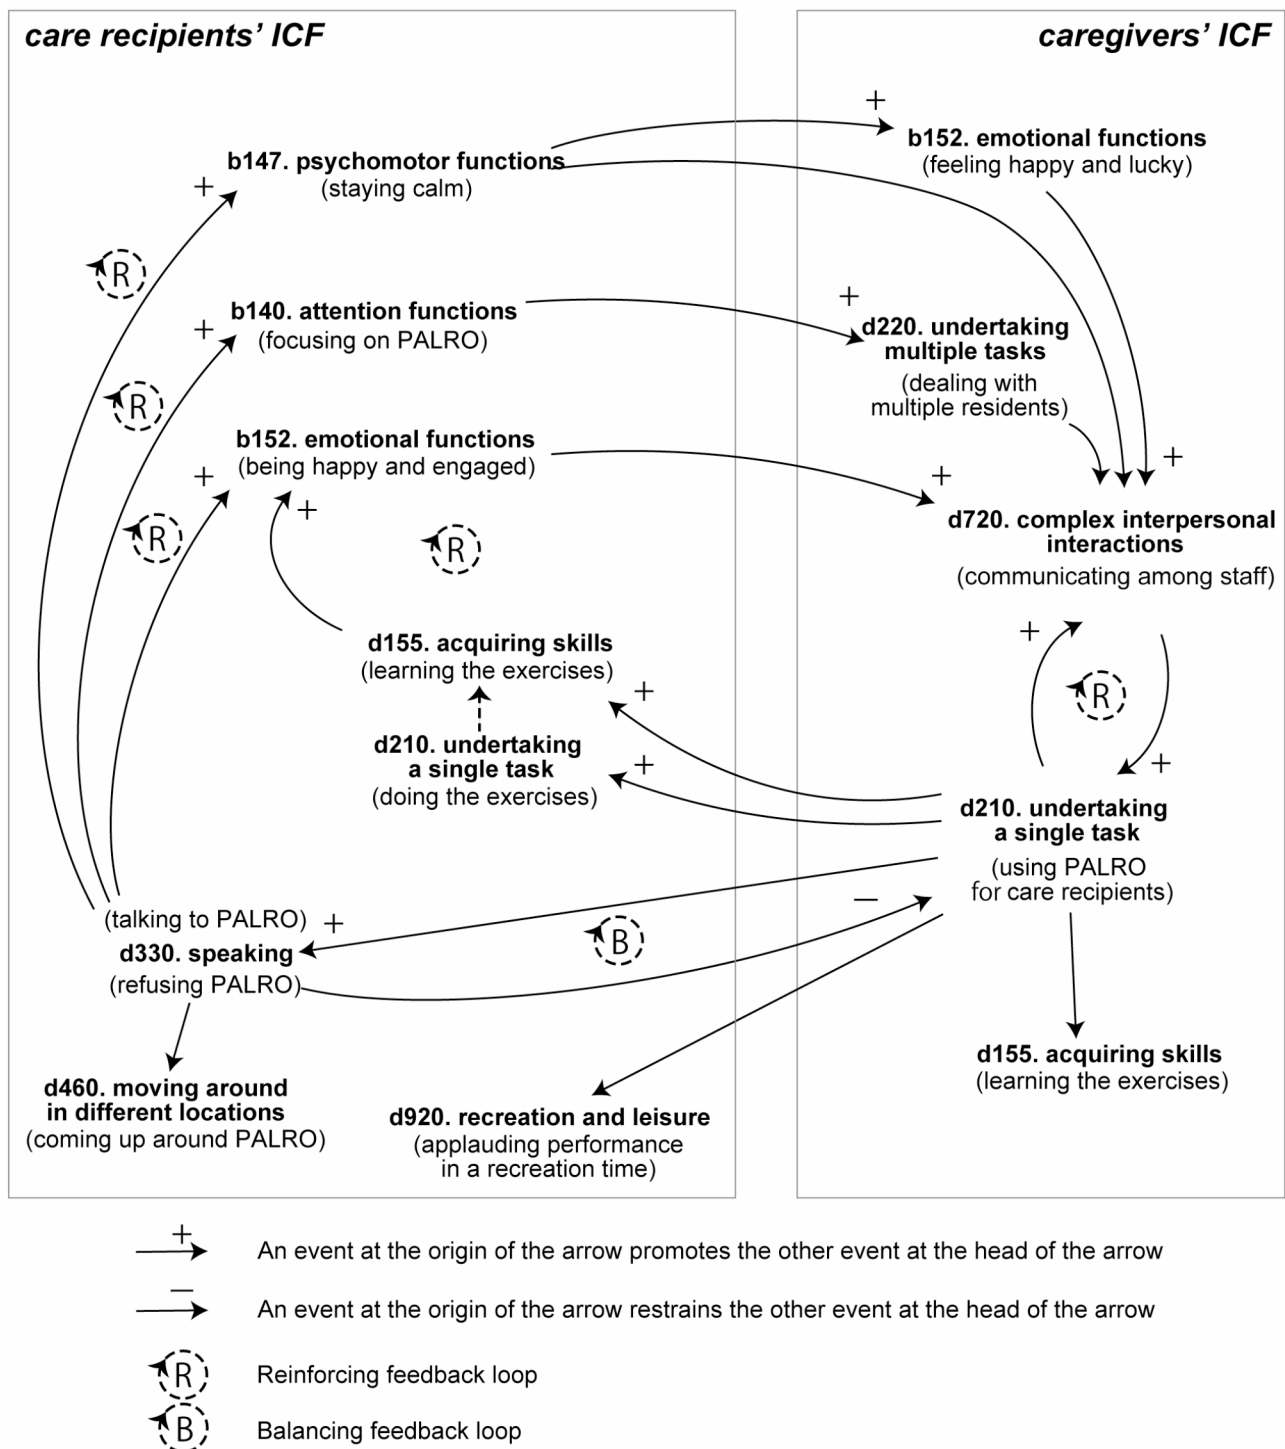 care recipients’ ICF
caregivers’ ICF
+
b152. emotional functions
(feeling happy and lucky)
b147. psychomotor functions
(staying calm)
+
R
+
b140. attention functions
(focusing on PALRO)
+
d220. undertaking
multiple tasks
(dealing with
multiple residents)
R
b152. emotional functions
(being happy and engaged)
+
+
+
+
R
R
d720. complex interpersonal
interactions
(communicating among staff)
d155. acquiring skills
(learning the exercises)
+
+
R
d210. undertaking
a single task
(doing the exercises)
+
+
d210. undertaking
a single task
(using PALRO
for care recipients)
(talking to PALRO)
+
d330. speaking
(refusing PALRO)
−
B
d460. moving around
in different locations
(coming up around PALRO)
d920. recreation and leisure
(applauding performance
in a recreation time)
d155. acquiring skills
(learning the exercises)
+
An event at the origin of the arrow promotes the other event at the head of the arrow
−
An event at the origin of the arrow restrains the other event at the head of the arrow
R
Reinforcing feedback loop
B
Balancing feedback loop